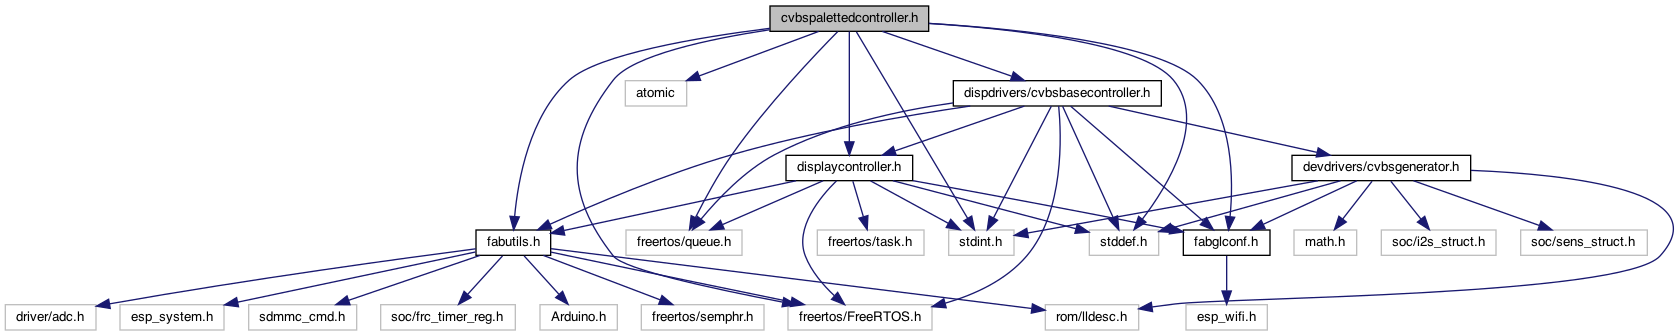 cvbspalettedcontroller.h
atomic
dispdrivers/cvbsbasecontroller.h
displaycontroller.h
devdrivers/cvbsgenerator.h
fabutils.h
freertos/queue.h
freertos/task.h
stdint.h
stddef.h
fabglconf.h
math.h
soc/i2s_struct.h
soc/sens_struct.h
driver/adc.h
esp_system.h
sdmmc_cmd.h
soc/frc_timer_reg.h
Arduino.h
freertos/semphr.h
freertos/FreeRTOS.h
rom/lldesc.h
esp_wifi.h